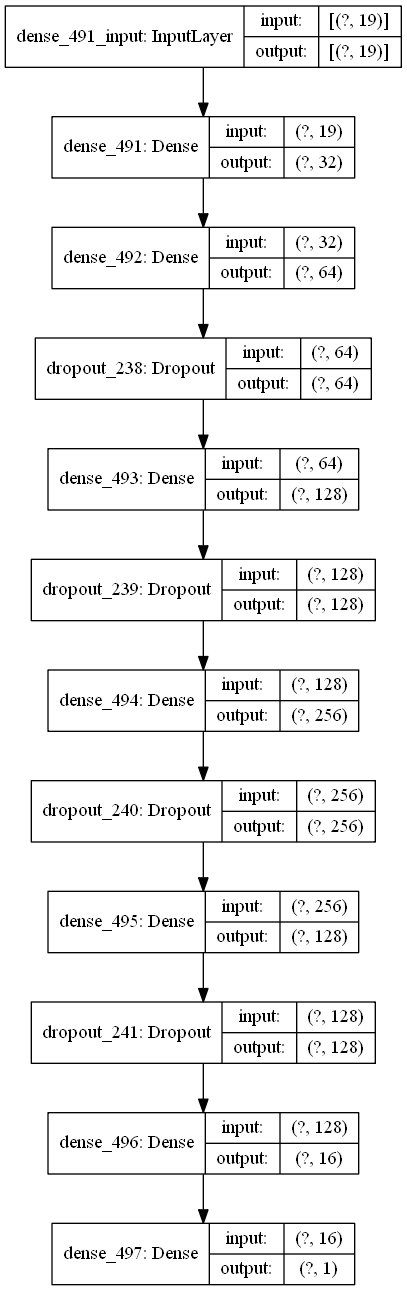 dense_491_input: InputLayer
input: [(?, 19)]
output: [(?, 19)]
dense_491: Dense
input: (?, 19)
output: (?, 32)
dense_492: Dense
input: (?, 32)
output: (?, 64)
dropout_238: Dropout
input: (?, 64)
output: (?, 64)
dense_493: Dense
input: (?, 64)
output: (?, 128)
dropout_239: Dropout
input: (?, 128)
output: (?, 128)
dense_494: Dense
input: (?, 128)
output: (?, 256)
dropout_240: Dropout
input: (?, 256)
output: (?, 256)
dense_495: Dense
input: (?, 256)
output: (?, 128)
dropout_241: Dropout
input: (?, 128)
output: (?, 128)
dense_496: Dense
input: (?, 128)
output: (?, 16)
dense_497: Dense
input: (?, 16)
output: (?, 1)